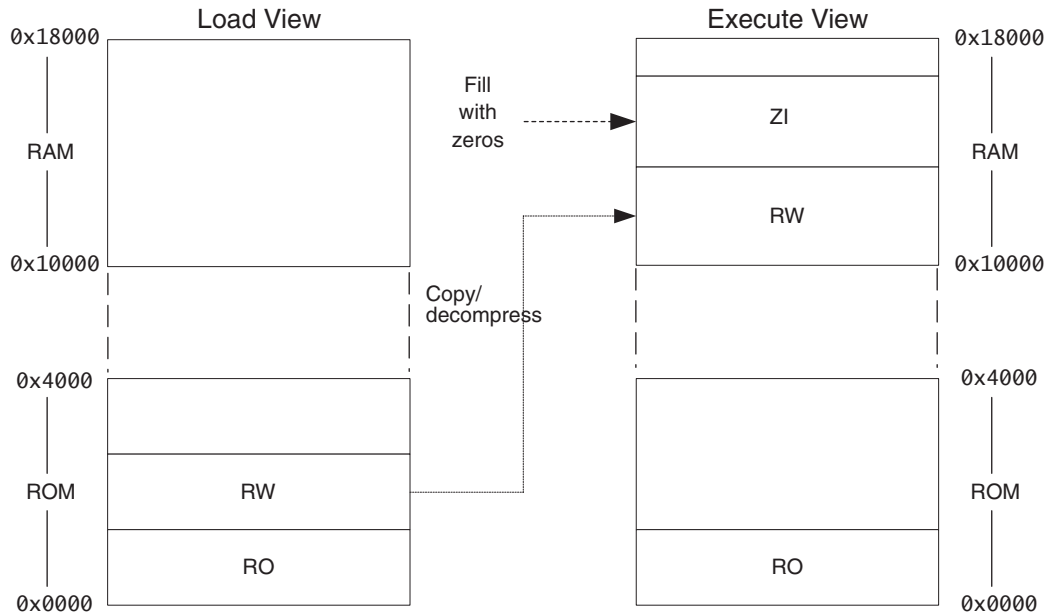 Load View
Execute View
0x18000
0x18000
Fill
with
zeros
ZI
RAM
RAM
RW
0x10000
0x10000
Copy/
decompress
0x4000
0x4000
ROM
RW
ROM
RO
RO
0x0000
0x0000